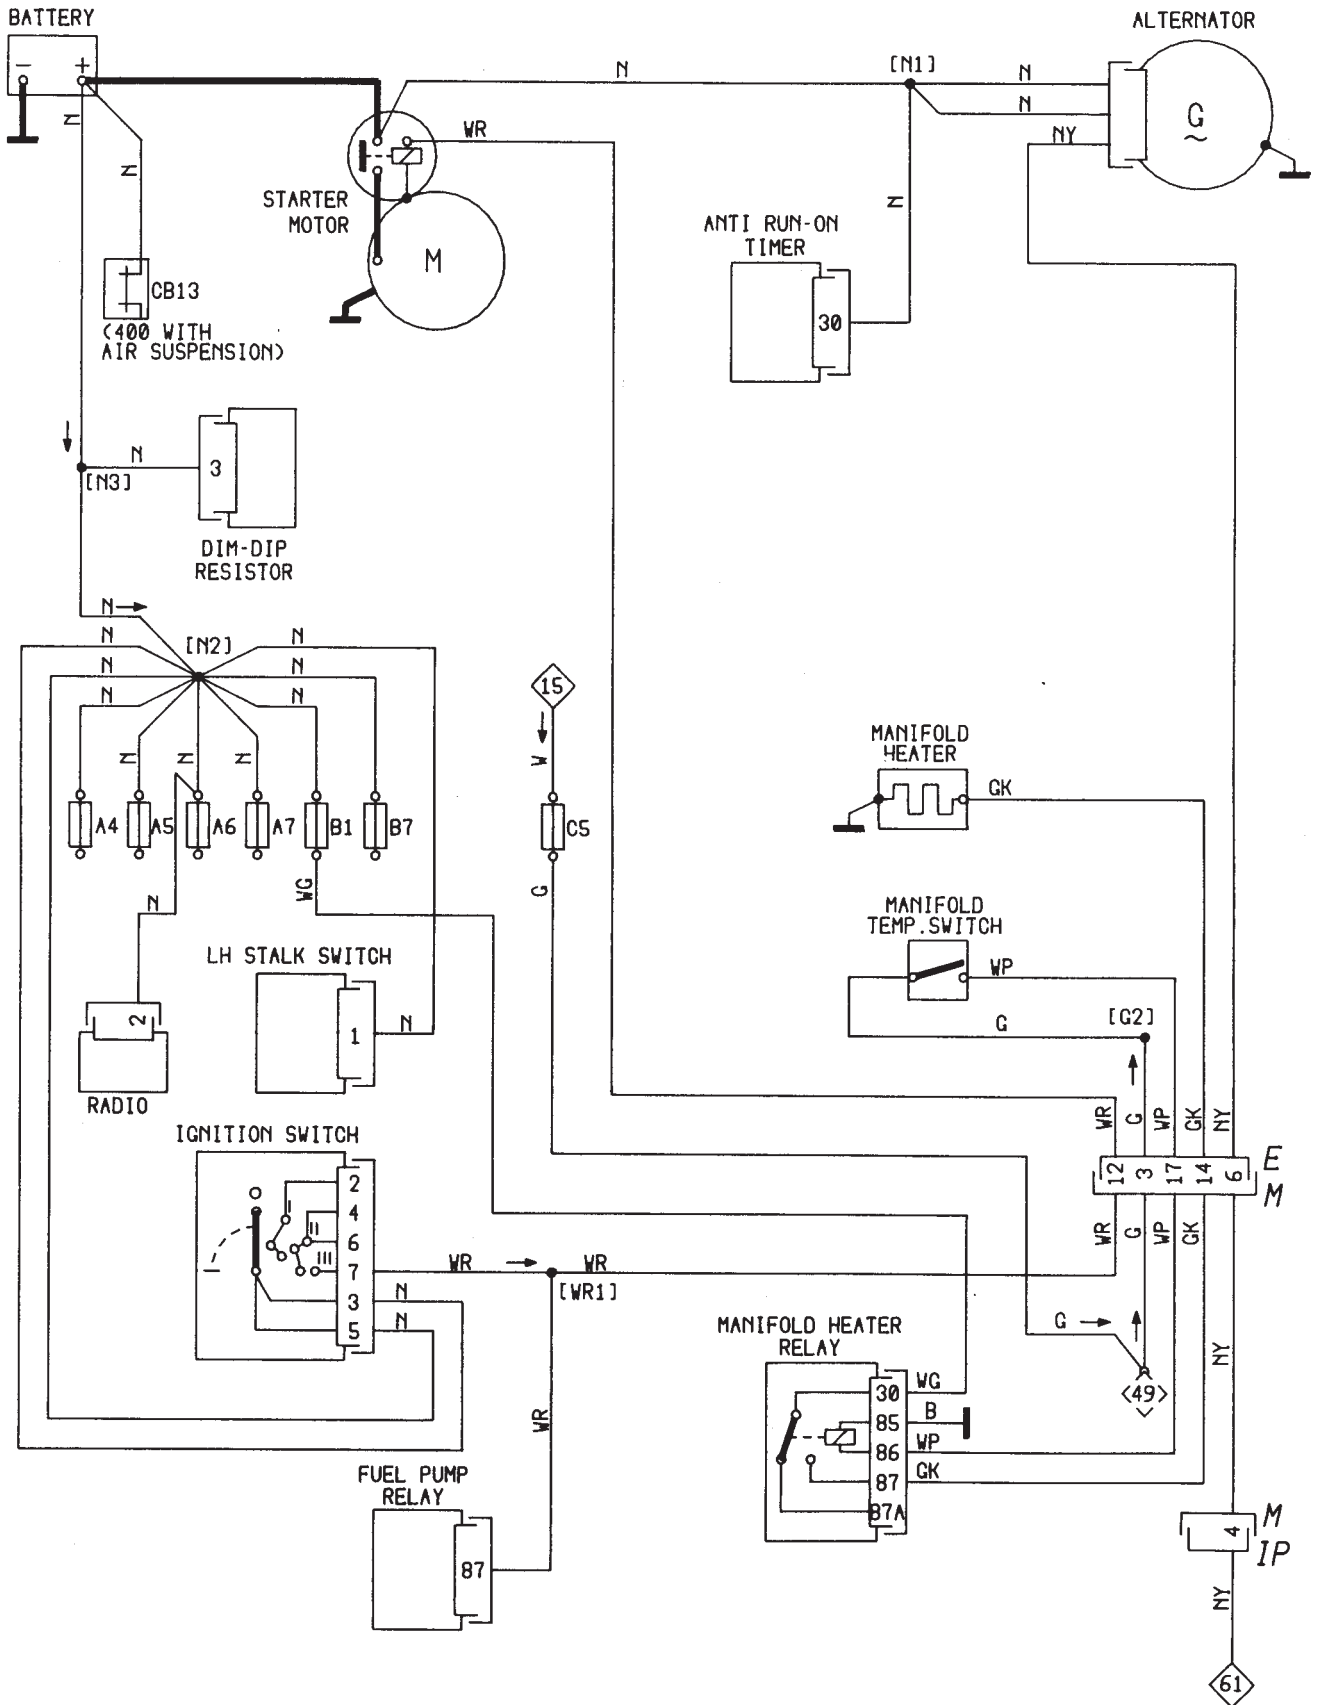 BATTERY
ALTERNATOR
- +
N
[N1]
N
N
NY
G
~
N
N
WR
STARTER
MOTOR
M
N
ANTI RUN-ON
TIMER
30
CB13
(400 WITH
AIR SUSPENSION)
N
3
[N3]
DIM-DIP
RESISTOR
N
N
[N2]
N
N
N
N
N
N
N
N
15
W
MANIFOLD
HEATER
GK
A4
A5
A6
A7
B1
B7
C5
WG
G
N
MANIFOLD
TEMP.SWITCH
WP
LH STALK SWITCH
1
N
2
RADIO
G
[G2]
IGNITION SWITCH
WR
G
WP
GK
NY
12
3
17
14
6
E
M
I
II
III
2
4
6
7
3
5
WR
WR
[WR1]
N
N
WR
G
WP
GK
NY
G
<49>
MANIFOLD HEATER
RELAY
30
WG
85
B
86
WP
87
GK
87A
WR
FUEL PUMP
RELAY
87
4
M
IP
NY
61